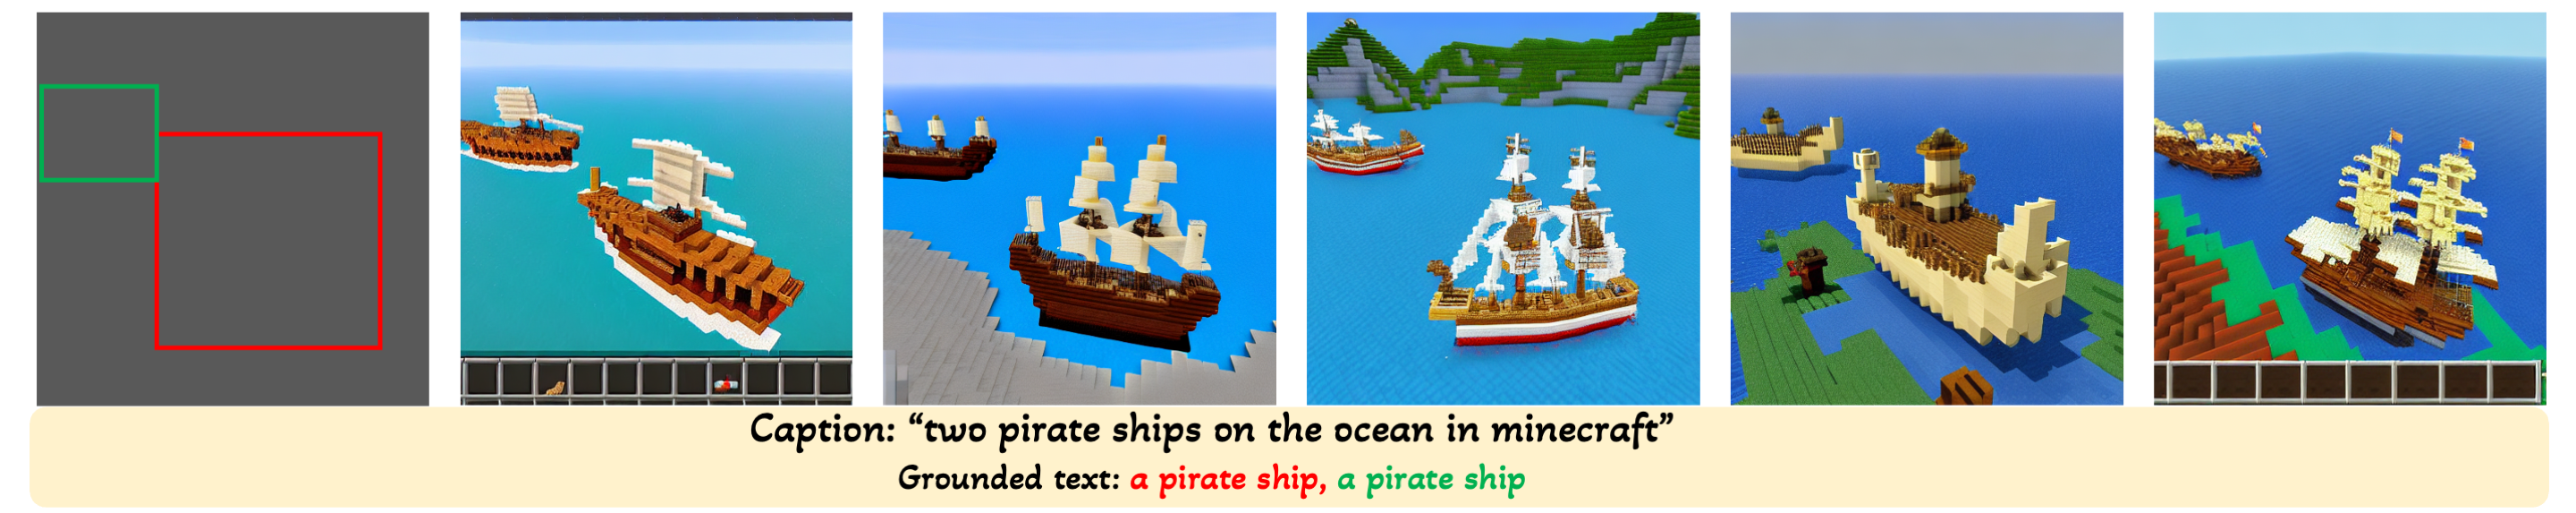 Caption: “two pirate ships on the ocean in minecraft”
Grounded text: a pirate ship, a pirate ship